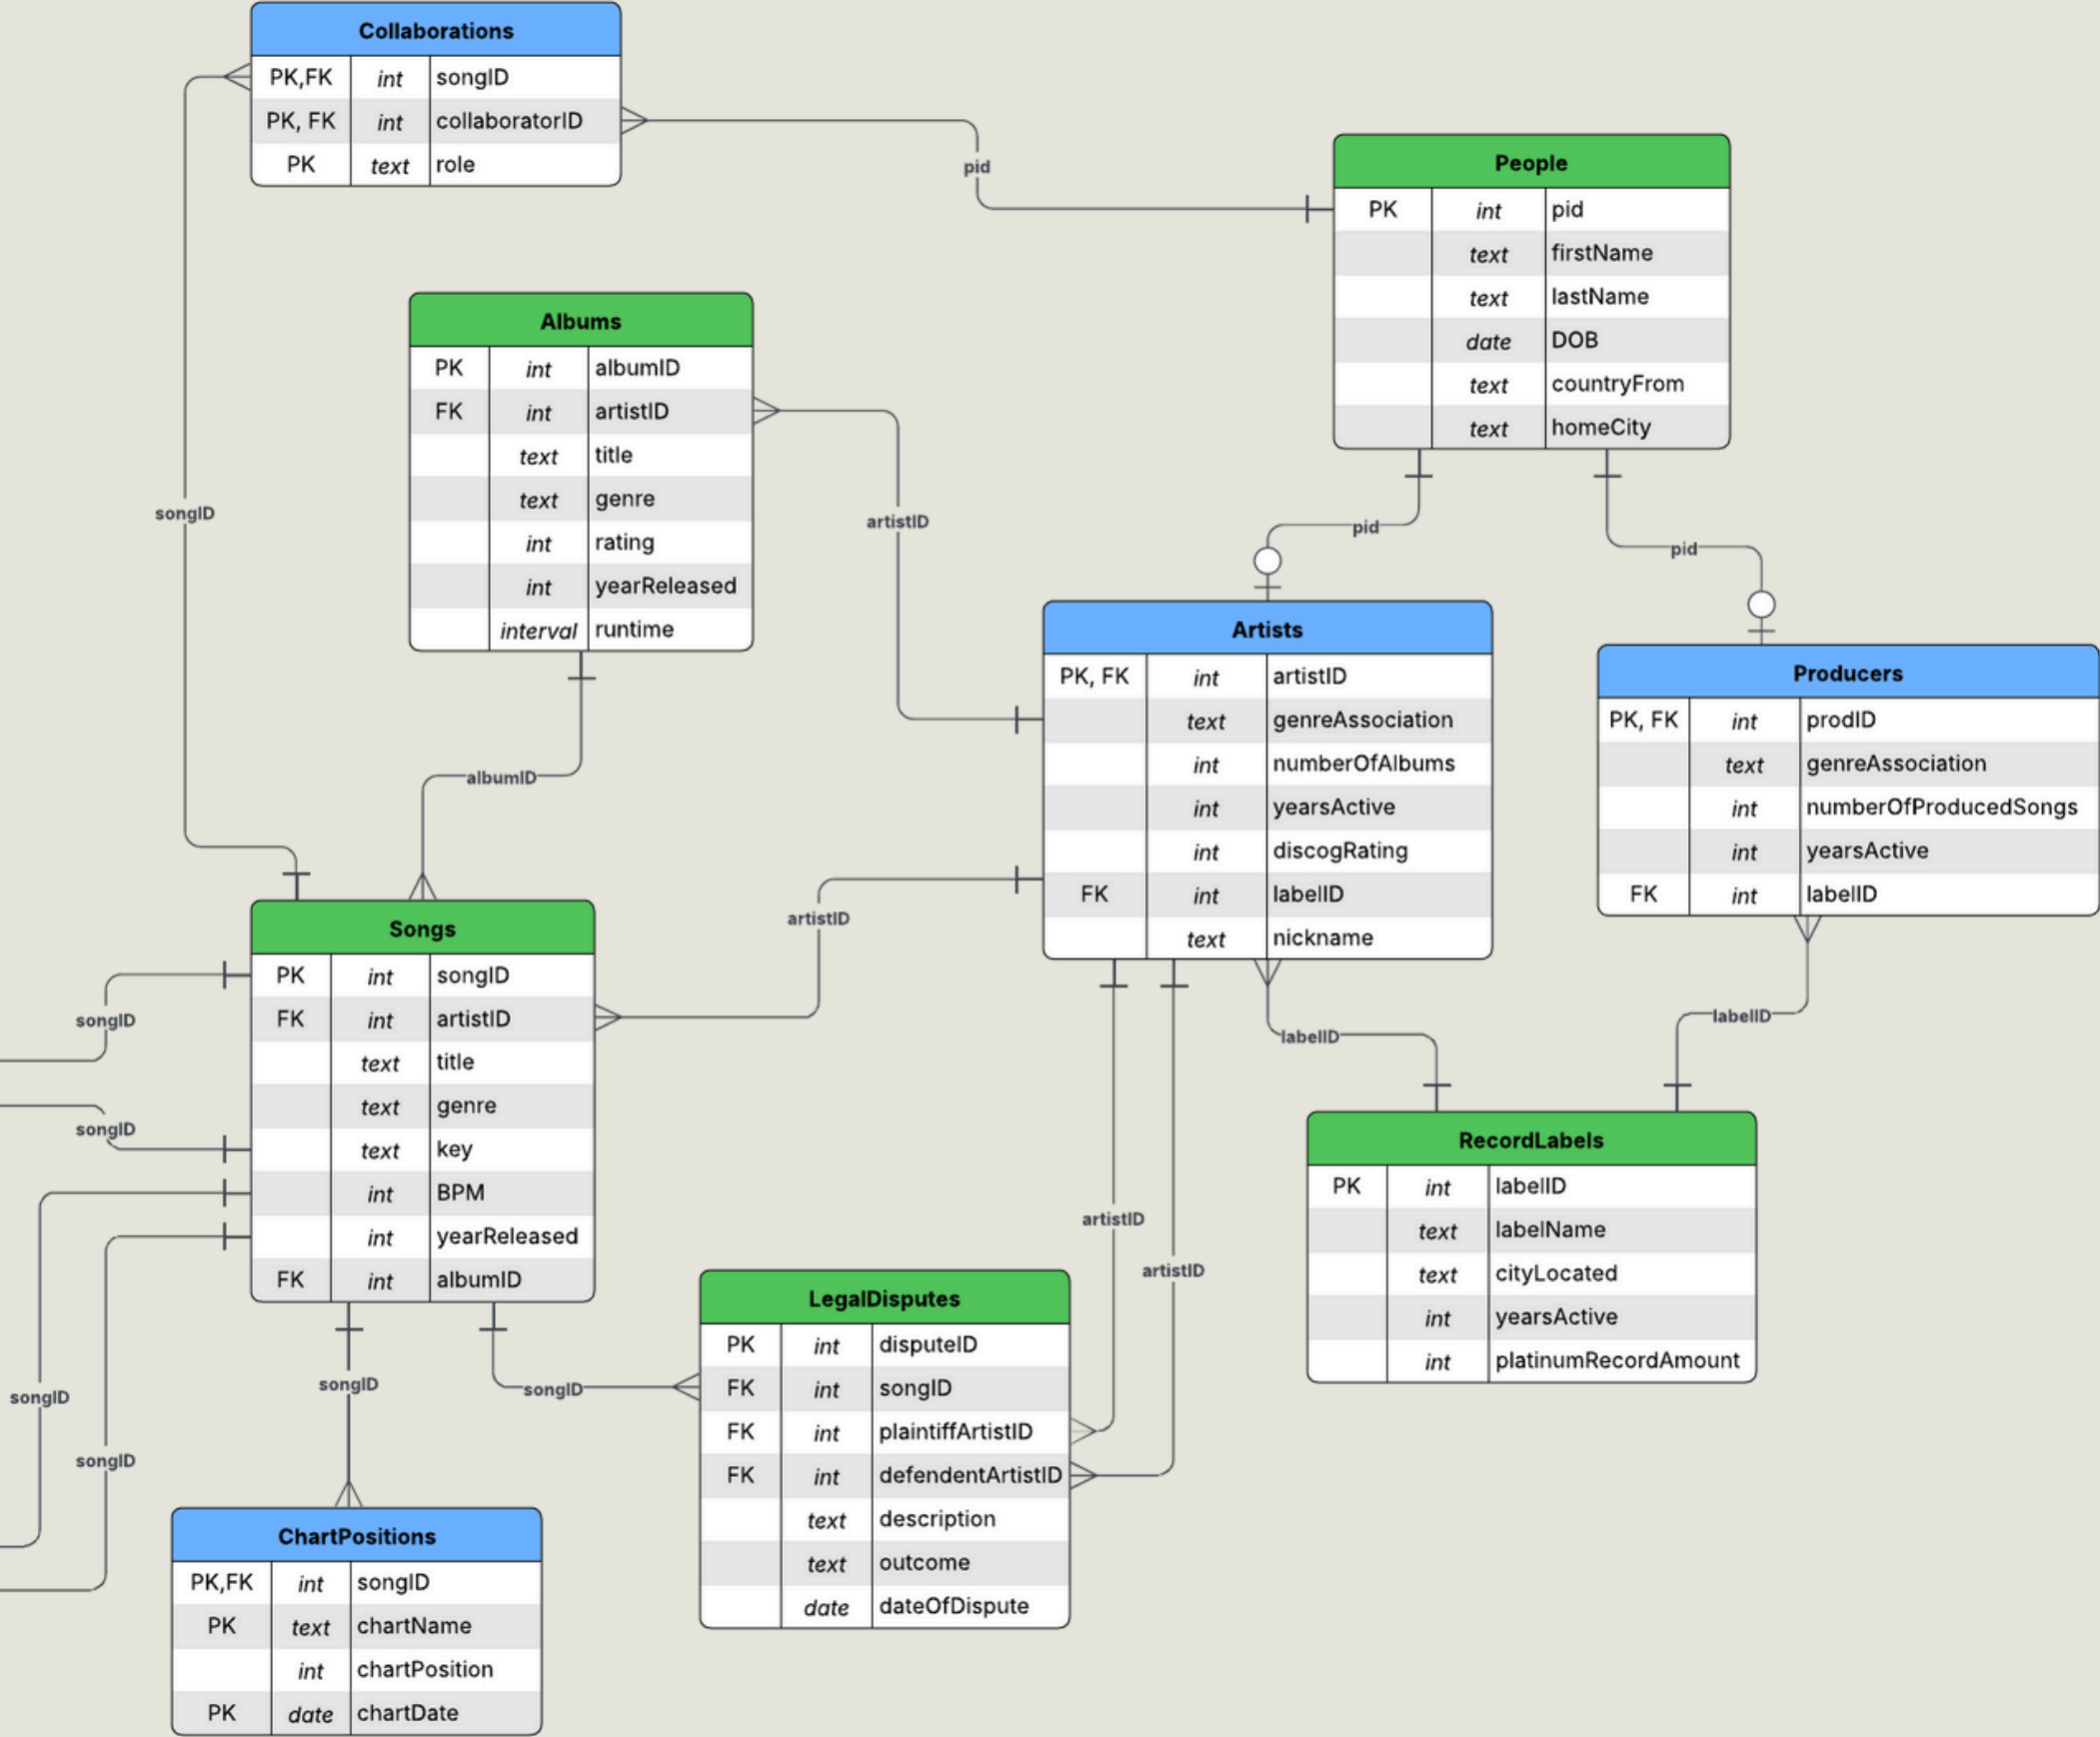 Collaborations
PK,FK int songID
PK, FK int collaboratorID
PK text role
pid
People
PK int pid
text firstName
text lastName
date DOB
text countryFrom
text homeCity
Albums
PK int albumID
FK int artistID
text title
text genre
int rating
int yearReleased
interval runtime
songID
artistID
pid
pid
Artists
PK, FK int artistID
text genreAssociation
int numberOfAlbums
int yearsActive
int discogRating
FK int labelID
text nickname
Producers
PK, FK int prodID
text genreAssociation
int numberOfProducedSongs
int yearsActive
FK int labelID
albumID
artistID
Songs
PK int songID
FK int artistID
text title
text genre
text key
int BPM
int yearReleased
FK int albumID
songID
songID
labelID
labelID
RecordLabels
PK int labelID
text labelName
text cityLocated
int yearsActive
int platinumRecordAmount
artistID
artistID
LegalDisputes
PK int disputeID
FK int songID
FK int plaintiffArtistID
FK int defendentArtistID
text description
text outcome
date dateOfDispute
songID
songID
songID
songID
ChartPositions
PK,FK int songID
PK text chartName
int chartPosition
PK date chartDate